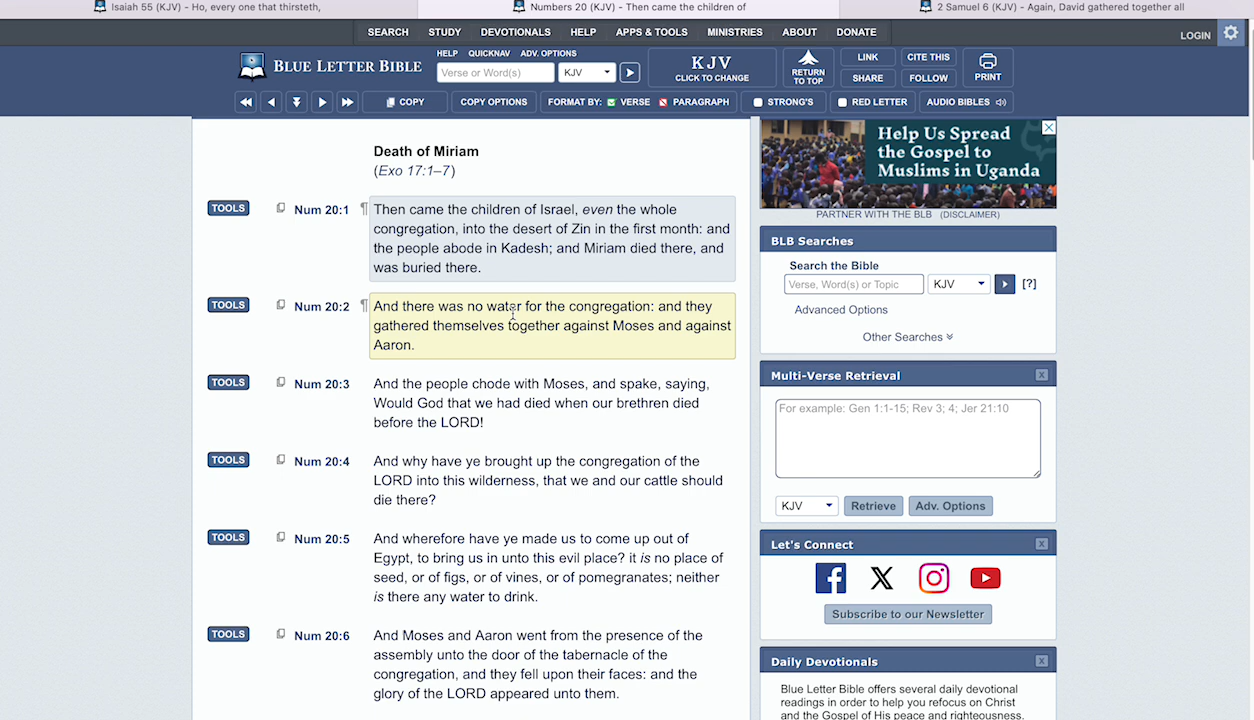 Isaiah 55 (KJV) - Ho, every one that thirsteth,
Numbers 20 (KJV) - Then came the children of
2 Samuel 6 (KJV) - Again, David gathered together all
SEARCH STUDY DEVOTIONALS HELP APPS & TOOLS MINISTRIES ABOUT DONATE
LOGIN
BLUE LETTER BIBLE
HELP QUICKNAV ADV. OPTIONS
Verse or Word(s) KJV
KJV
CLICK TO CHANGE
RETURN
TO TOP
LINK CITE THIS
SHARE FOLLOW
PRINT
COPY COPY OPTIONS FORMAT BY: VERSE PARAGRAPH STRONG'S RED LETTER AUDIO BIBLES
Death of Miriam
(Exo 17:1–7)
TOOLS Num 20:1 ¶ Then came the children of Israel, even the whole
congregation, into the desert of Zin in the first month: and
the people abode in Kadesh; and Miriam died there, and
was buried there.
TOOLS Num 20:2 ¶ And there was no water for the congregation: and they
gathered themselves together against Moses and against
Aaron.
TOOLS Num 20:3 And the people chode with Moses, and spake, saying,
Would God that we had died when our brethren died
before the LORD!
TOOLS Num 20:4 And why have ye brought up the congregation of the
LORD into this wilderness, that we and our cattle should
die there?
TOOLS Num 20:5 And wherefore have ye made us to come up out of
Egypt, to bring us in unto this evil place? it is no place of
seed, or of figs, or of vines, or of pomegranates; neither
is there any water to drink.
TOOLS Num 20:6 And Moses and Aaron went from the presence of the
assembly unto the door of the tabernacle of the
congregation, and they fell upon their faces: and the
glory of the LORD appeared unto them.
Help Us Spread
the Gospel to
Muslims in Uganda
PARTNER WITH THE BLB (DISCLAIMER)
BLB Searches
Search the Bible
Verse, Word(s) or Topic KJV [?]
Advanced Options
Other Searches
Multi-Verse Retrieval
For example: Gen 1:1-15; Rev 3; 4; Jer 21:10
KJV Retrieve Adv. Options
Let's Connect
Subscribe to our Newsletter
Daily Devotionals
Blue Letter Bible offers several daily devotional
readings in order to help you refocus on Christ
and the Gospel of His peace and righteousness.